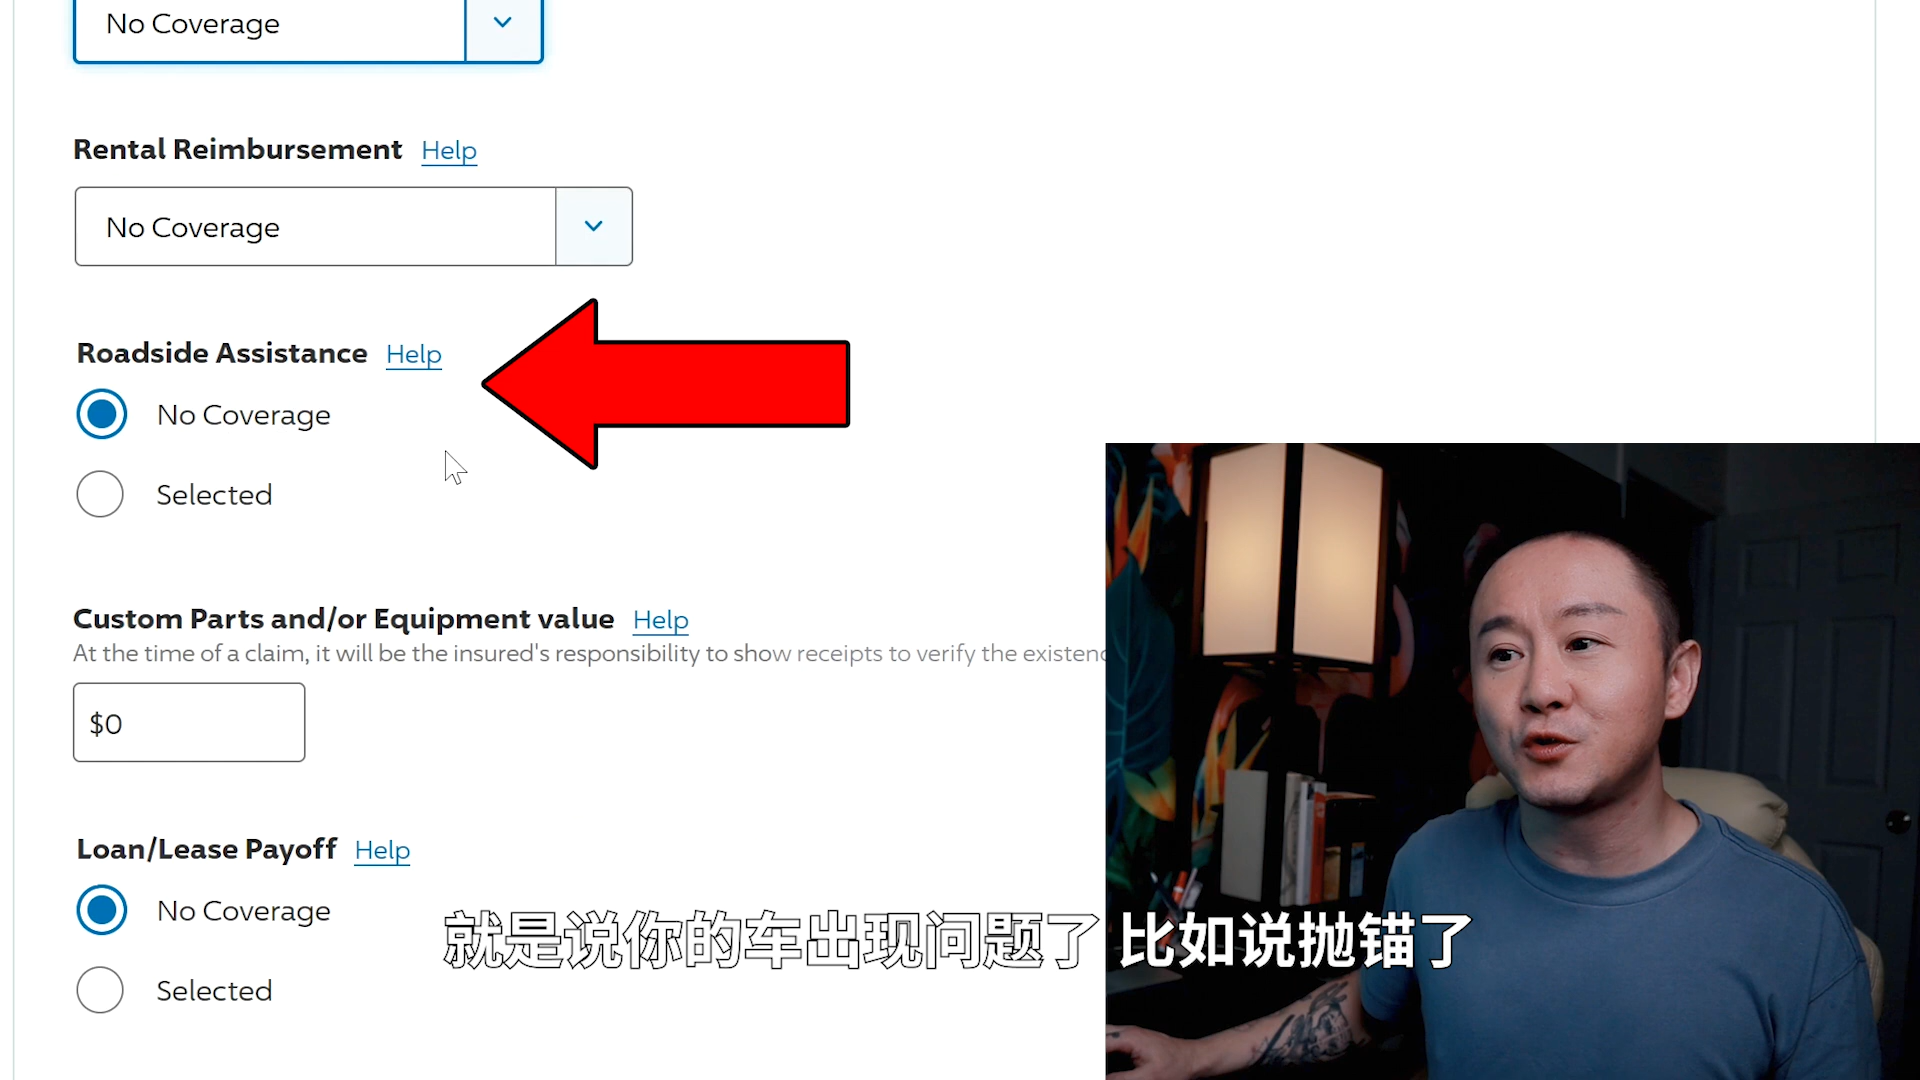 No Coverage
Rental Reimbursement Help
No Coverage
Roadside Assistance Help
No Coverage
Selected
Custom Parts and/or Equipment value Help
At the time of a claim, it will be the insured's responsibility to show receipts to verify the
$0
Loan/Lease Payoff Help
No Coverage
就是说你的车出现问题了 比如说抛锚了
Selected